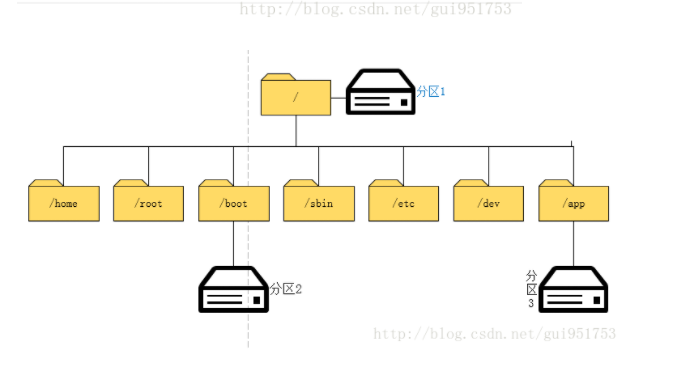 http://blog.csdn.net/gui951753
/
分区1
/home
/root
/boot
/sbin
/etc
/dev
/app
分区2
分
区
3
http://blog.csdn.net/gui951753